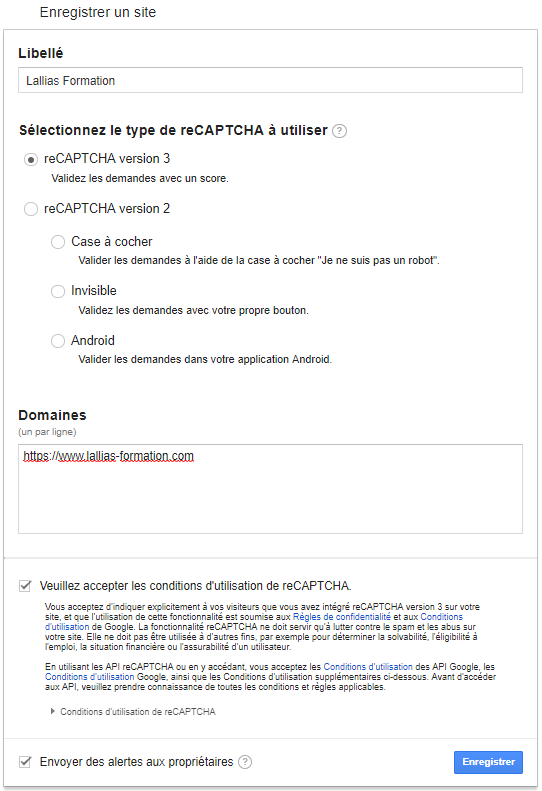 Enregistrer un site
Libellé
Lallias Formation
Sélectionnez le type de reCAPTCHA à utiliser ?
reCAPTCHA version 3
Validez les demandes avec un score.
reCAPTCHA version 2
Case à cocher
Valider les demandes à l'aide de la case à cocher "Je ne suis pas un robot".
Invisible
Validez les demandes avec votre propre bouton.
Android
Valider les demandes dans votre application Android.
Domaines
(un par ligne)
https://www.lallias-formation.com
Veuillez accepter les conditions d'utilisation de reCAPTCHA.
Vous acceptez d'indiquer explicitement à vos visiteurs que vous avez intégré reCAPTCHA version 3 sur votre
site, et que l'utilisation de cette fonctionnalité est soumise aux Règles de confidentialité et aux Conditions
d'utilisation de Google. La fonctionnalité reCAPTCHA ne doit servir qu'à lutter contre le spam et les abus sur
votre site. Elle ne doit pas être utilisée à d'autres fins, par exemple pour déterminer la solvabilité, l'éligibilité à
l'emploi, la situation financière ou l'assurabilité d'un utilisateur.
En utilisant les API reCAPTCHA ou en y accédant, vous acceptez les Conditions d'utilisation des API Google, les
Conditions d'utilisation Google, ainsi que les Conditions d'utilisation supplémentaires ci-dessous. Avant d'accéder
aux API, veuillez prendre connaissance de toutes les conditions et règles applicables.
Conditions d'utilisation de reCAPTCHA
Envoyer des alertes aux propriétaires ?
Enregistrer